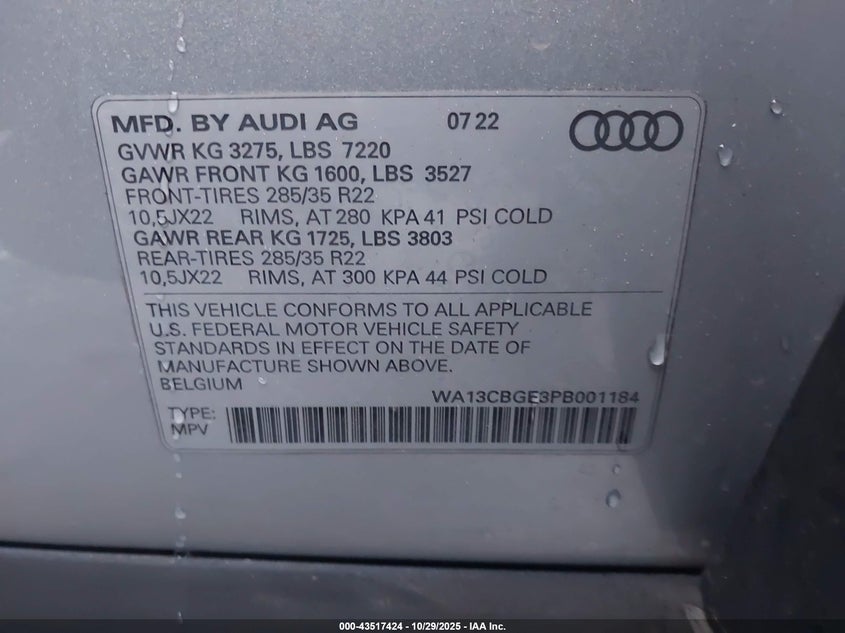 MFD. BY AUDI AG 07 22
GVWR KG 3275, LBS 7220
GAWR FRONT KG 1600, LBS 3527
FRONT-TIRES 285/35 R22
10,5JX22 RIMS, AT 280 KPA 41 PSI COLD
GAWR REAR KG 1725, LBS 3803
REAR-TIRES 285/35 R22
10,5JX22 RIMS, AT 300 KPA 44 PSI COLD
THIS VEHICLE CONFORMS TO ALL APPLICABLE
U.S. FEDERAL MOTOR VEHICLE SAFETY
STANDARDS IN EFFECT ON THE DATE OF
MANUFACTURE SHOWN ABOVE.
BELGIUM
WA13CBGE3PB001184
TYPE:
MPV
000-43517424 - 10/29/2025 - IAA Inc.